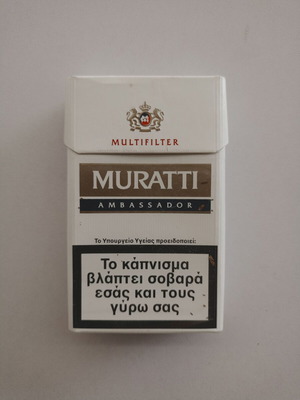 MULTIFILTER
MURATTI
AMBASSADOR
Το Υπουργείο Υγείας προειδοποιεί:
Το κάπνισμα
βλάπτει σοβαρά
εσάς και τους
γύρω σας